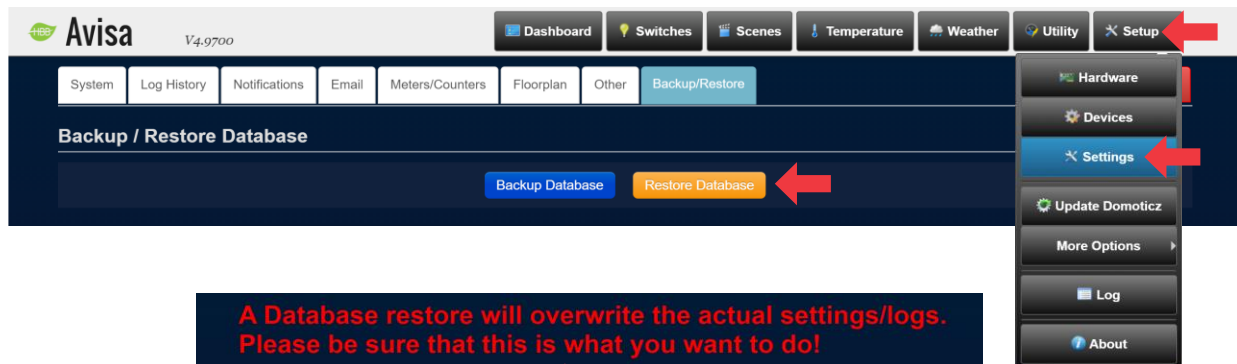 HGB Avisa V4.9700 Dashboard Switches Scenes Temperature Weather Utility Setup
System Log History Notifications Email Meters/Counters Floorplan Other Backup/Restore
Backup / Restore Database
Backup Database Restore Database
Hardware
Devices
Settings
Update Domoticz
More Options
Log
About
A Database restore will overwrite the actual settings/logs.
Please be sure that this is what you want to do!